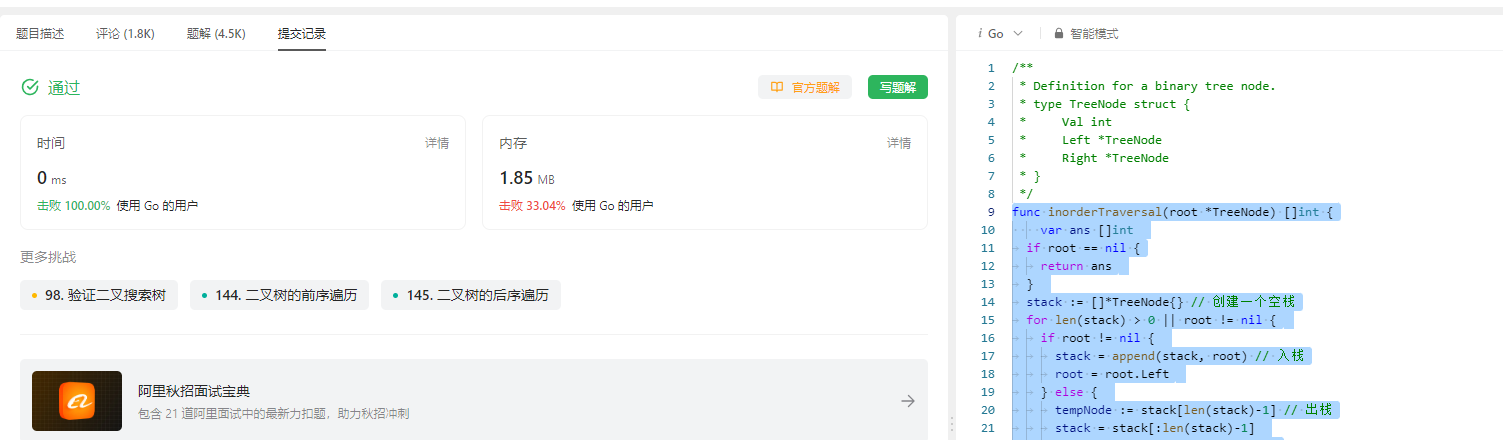 题目描述 评论 (1.8K) 题解 (4.5K) 提交记录
通过 官方题解 写题解
时间 详情
0 ms
击败 100.00% 使用 Go 的用户
内存 详情
1.85 MB
击败 33.04% 使用 Go 的用户
更多挑战
98. 验证二叉搜索树 144. 二叉树的前序遍历 145. 二叉树的后序遍历
阿里秋招面试宝典
包含 21 道阿里面试中的最新力扣题，助力秋招冲刺
i Go 智能模式
1 /**
2 * Definition for a binary tree node.
3 * type TreeNode struct {
4 * Val int
5 * Left *TreeNode
6 * Right *TreeNode
7 * }
8 */
9 func inorderTraversal(root *TreeNode) []int {
10 var ans []int
11 if root == nil {
12 return ans
13 }
14 stack := []*TreeNode{} // 创建一个空栈
15 for len(stack) > 0 || root != nil {
16 if root != nil {
17 stack = append(stack, root) // 入栈
18 root = root.Left
19 } else {
20 tempNode := stack[len(stack)-1] // 出栈
21 stack = stack[:len(stack)-1]